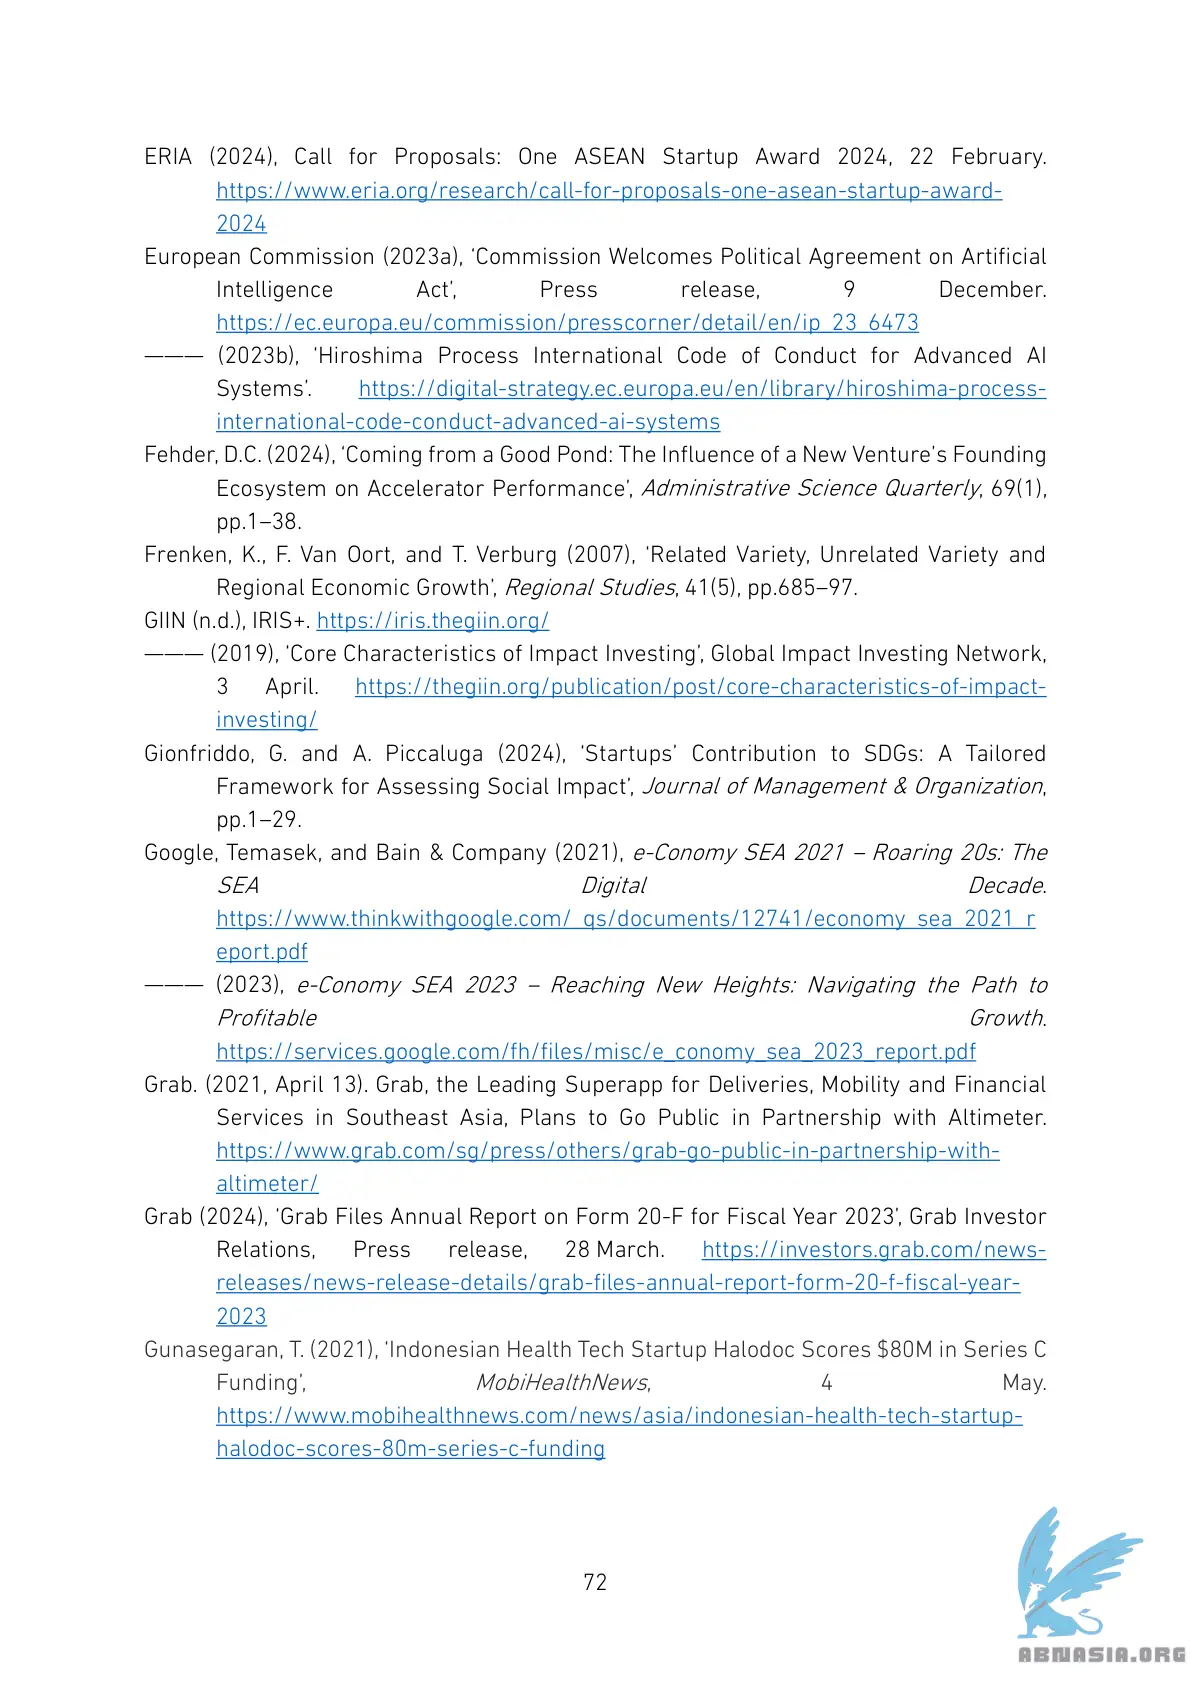 ERIA (2024), Call for Proposals: One ASEAN Startup Award 2024, 22 February.
https://www.eria.org/research/call-for-proposals-one-asean-startup-award-
2024
European Commission (2023a), ‘Commission Welcomes Political Agreement on Artificial
Intelligence Act’, Press release, 9 December.
https://ec.europa.eu/commission/presscorner/detail/en/ip_23_6473
——— (2023b), ‘Hiroshima Process International Code of Conduct for Advanced AI
Systems’. https://digital-strategy.ec.europa.eu/en/library/hiroshima-process-
international-code-conduct-advanced-ai-systems
Fehder, D.C. (2024), ‘Coming from a Good Pond: The Influence of a New Venture’s Founding
Ecosystem on Accelerator Performance’, Administrative Science Quarterly, 69(1),
pp.1–38.
Frenken, K., F. Van Oort, and T. Verburg (2007), ‘Related Variety, Unrelated Variety and
Regional Economic Growth’, Regional Studies, 41(5), pp.685–97.
GIIN (n.d.), IRIS+. https://iris.thegiin.org/
——— (2019), ‘Core Characteristics of Impact Investing’, Global Impact Investing Network,
3 April. https://thegiin.org/publication/post/core-characteristics-of-impact-
investing/
Gionfriddo, G. and A. Piccaluga (2024), ‘Startups’ Contribution to SDGs: A Tailored
Framework for Assessing Social Impact’, Journal of Management & Organization,
pp.1–29.
Google, Temasek, and Bain & Company (2021), e-Conomy SEA 2021 – Roaring 20s: The
SEA Digital Decade.
https://www.thinkwithgoogle.com/_qs/documents/12741/economy_sea_2021_r
eport.pdf
——— (2023), e-Conomy SEA 2023 – Reaching New Heights: Navigating the Path to
Profitable Growth.
https://services.google.com/fh/files/misc/e_conomy_sea_2023_report.pdf
Grab. (2021, April 13). Grab, the Leading Superapp for Deliveries, Mobility and Financial
Services in Southeast Asia, Plans to Go Public in Partnership with Altimeter.
https://www.grab.com/sg/press/others/grab-go-public-in-partnership-with-
altimeter/
Grab (2024), ‘Grab Files Annual Report on Form 20-F for Fiscal Year 2023’, Grab Investor
Relations, Press release, 28 March. https://investors.grab.com/news-
releases/news-release-details/grab-files-annual-report-form-20-f-fiscal-year-
2023
Gunasegaran, T. (2021), ‘Indonesian Health Tech Startup Halodoc Scores $80M in Series C
Funding’, MobiHealthNews, 4 May.
https://www.mobihealthnews.com/news/asia/indonesian-health-tech-startup-
halodoc-scores-80m-series-c-funding
72
ABNASIA.ORG